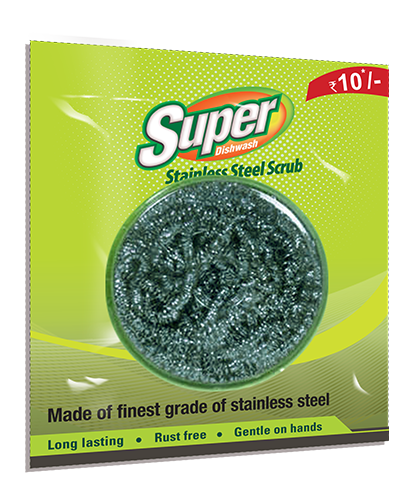 ₹10*/-
Super
Dishwash
Stainless Steel Scrub
Made of finest grade of stainless steel
Long lasting • Rust free • Gentle on hands